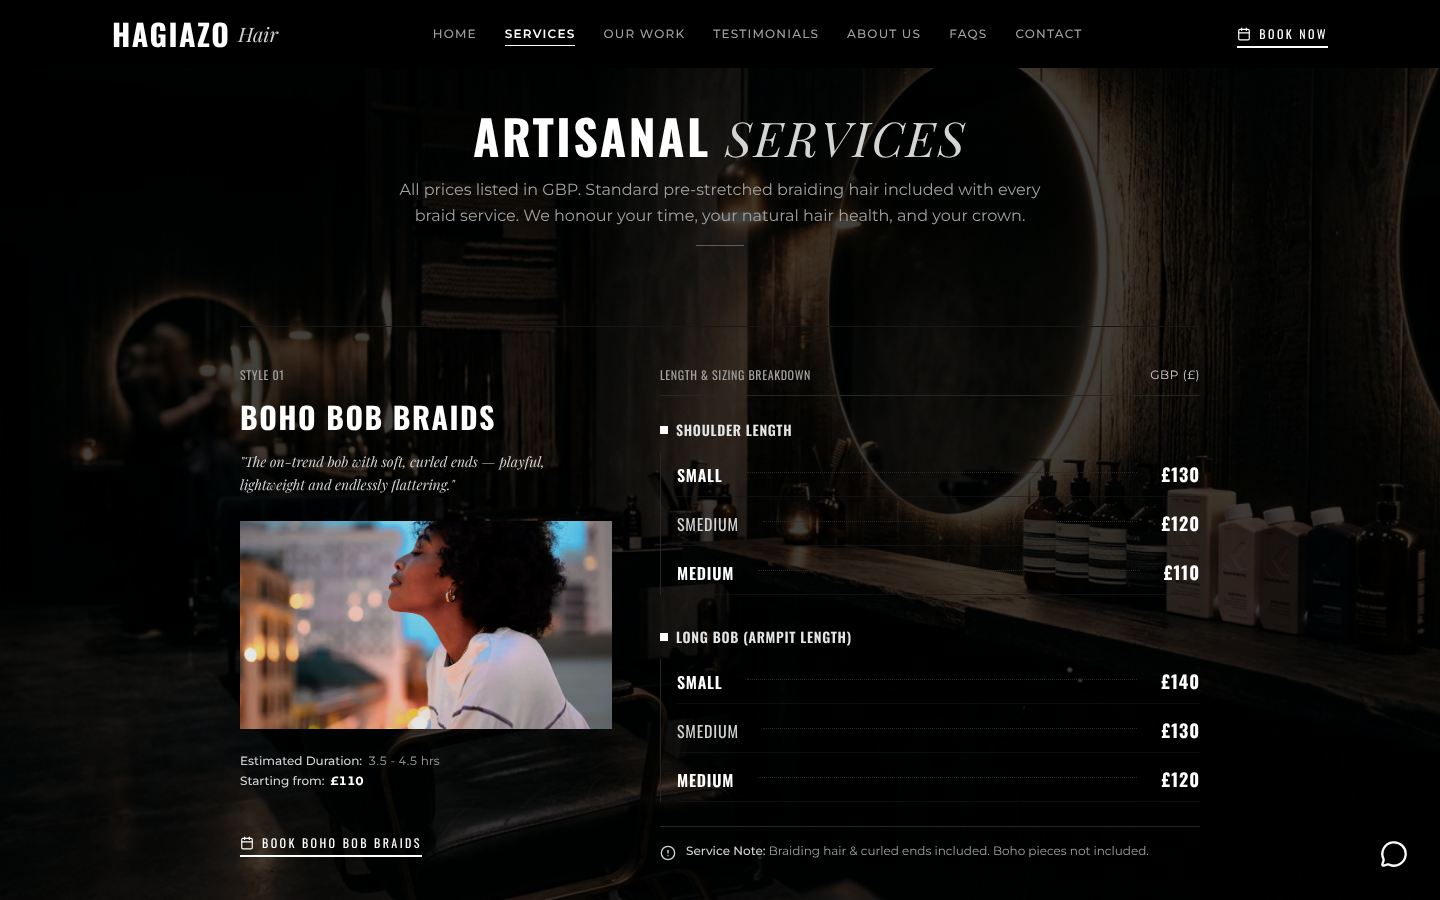 HAGIAZO Hair
HOME
SERVICES
OUR WORK
TESTIMONIALS
ABOUT US
FAQS
CONTACT
BOOK NOW
ARTISANAL SERVICES
All prices listed in GBP. Standard pre-stretched braiding hair included with every
braid service. We honour your time, your natural hair health, and your crown.
STYLE 01
BOHO BOB BRAIDS
"The on-trend bob with soft, curled ends — playful,
lightweight and endlessly flattering."
Estimated Duration: 3.5 - 4.5 hrs
Starting from: £110
BOOK BOHO BOB BRAIDS
LENGTH & SIZING BREAKDOWN GBP (£)
SHOULDER LENGTH
SMALL £130
SMEDIUM £120
MEDIUM £110
LONG BOB (ARMPIT LENGTH)
SMALL £140
SMEDIUM £130
MEDIUM £120
Service Note: Braiding hair & curled ends included. Boho pieces not included.